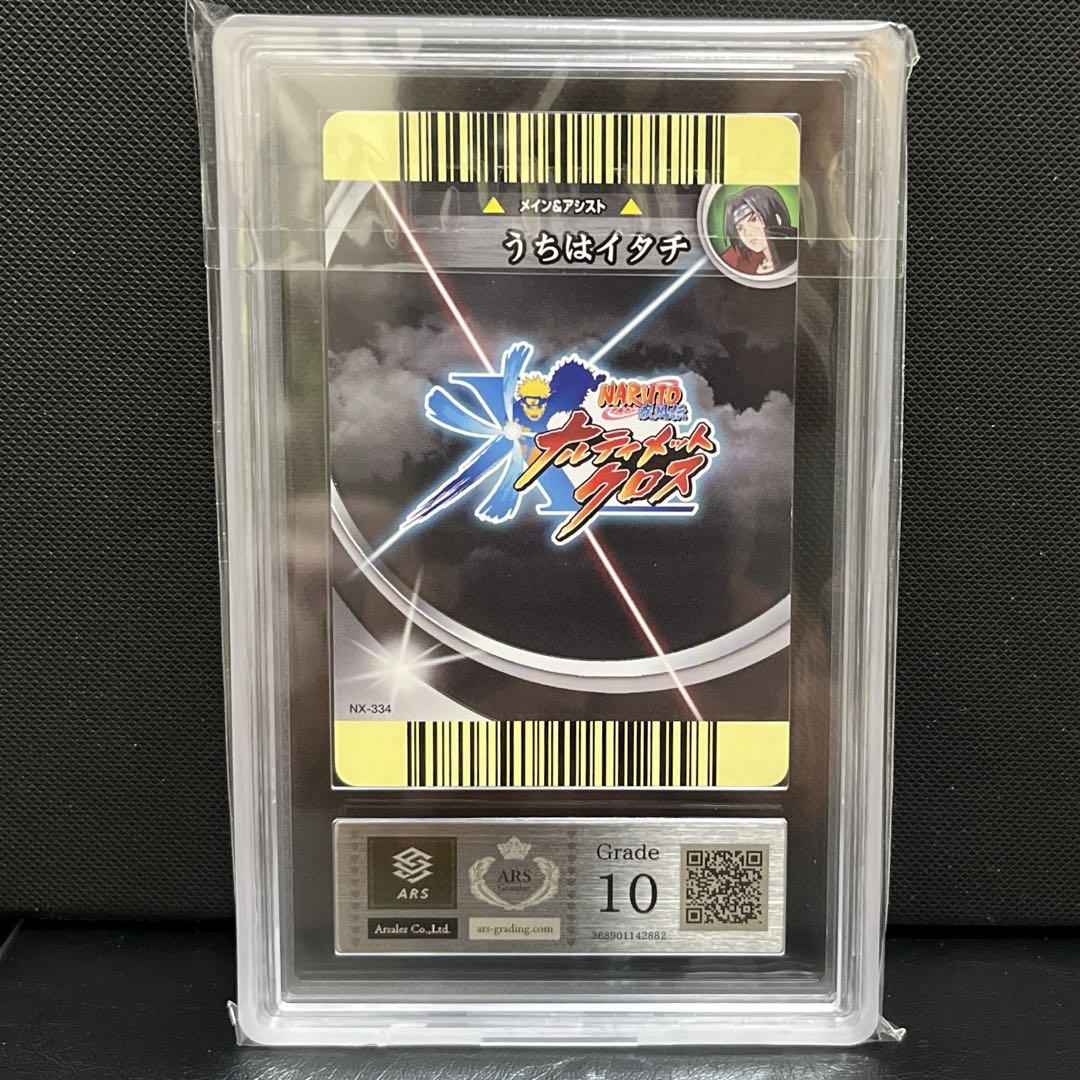 メイン&アシスト
うちはイタチ
NARUTO
疾風伝
ナルティメット
クロス
NX-334
ARS
Arsales Co.,Ltd.
ARS
Genuine
ars-grading.com
Grade
10
368901142882